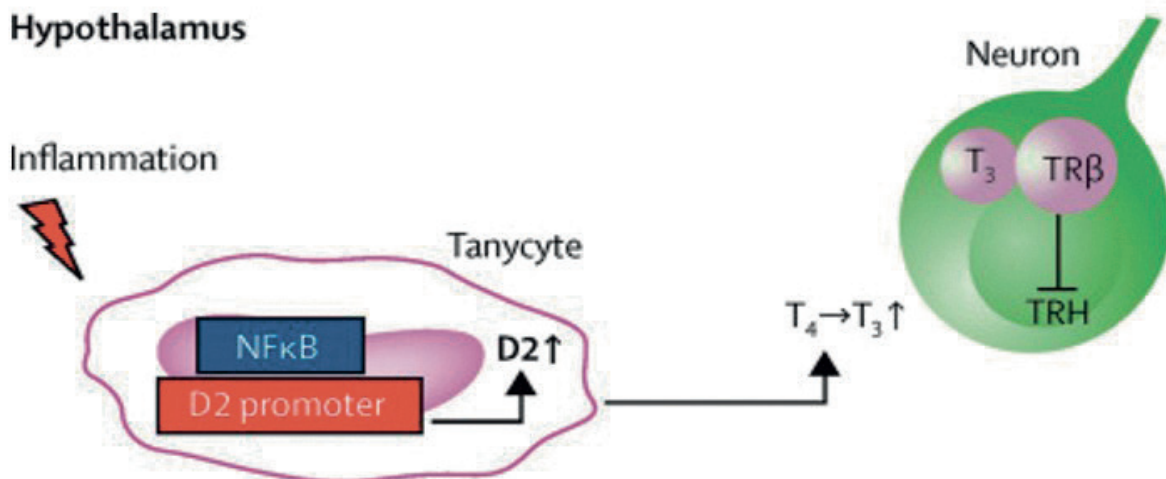 Hypothalamus
Neuron
Inflammation
T₃
TRβ
Tanycyte
T₄→T₃↑
TRH
NFκB
D2↑
D2 promoter